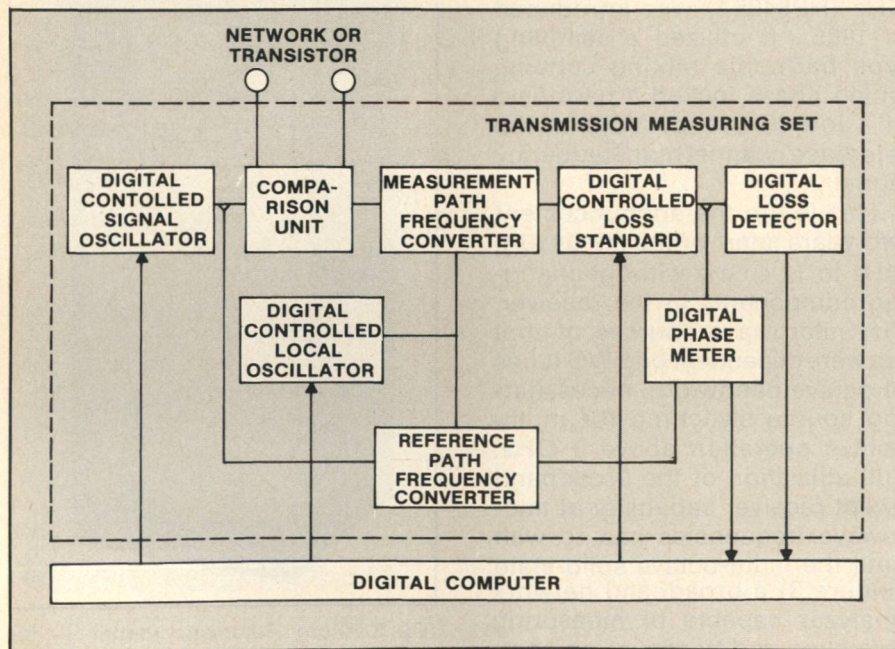 NETWORK OR
TRANSISTOR
TRANSMISSION MEASURING SET
DIGITAL
CONTOLLED
SIGNAL
OSCILLATOR
COMPA-
RISON
UNIT
MEASUREMENT
PATH
FREQUENCY
CONVERTER
DIGITAL
CONTROLLED
LOSS
STANDARD
DIGITAL
LOSS
DETECTOR
DIGITAL
CONTROLLED
LOCAL
OSCILLATOR
DIGITAL
PHASE
METER
REFERENCE
PATH
FREQUENCY
CONVERTER
DIGITAL COMPUTER